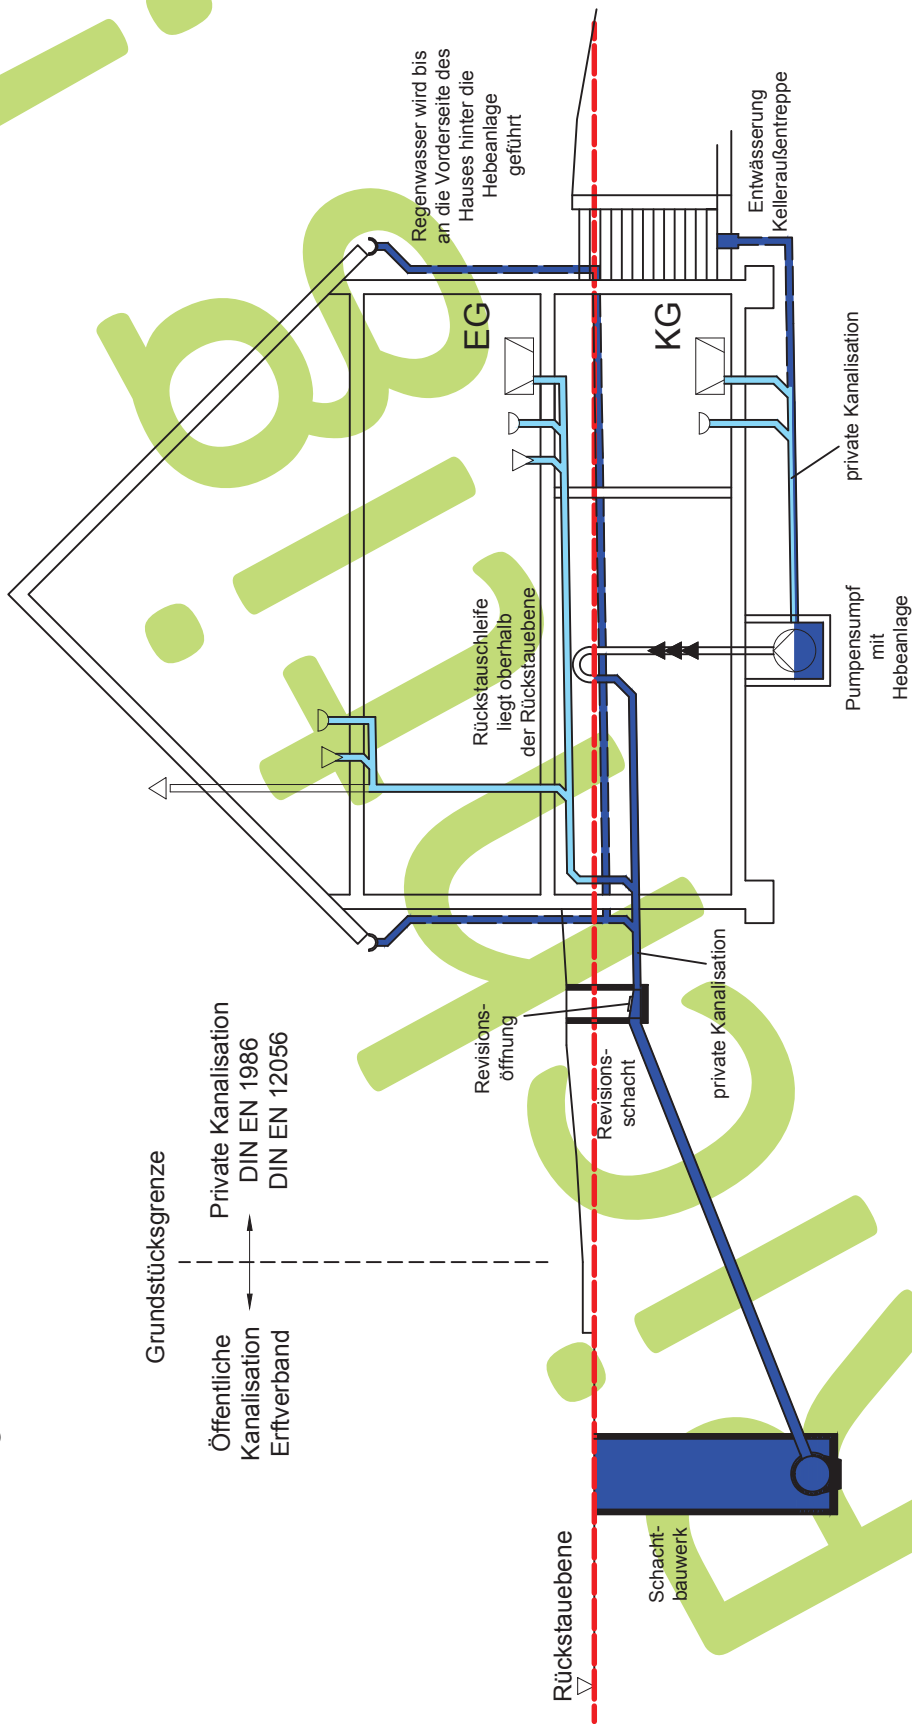 Grundstücksgrenze
Öffentliche
Kanalisation
Erftverband
Private Kanalisation
DIN EN 1986
DIN EN 12056
Regenwasser wird bis
an die Vorderseite des
Hauses hinter die
Hebeanlage
geführt
EG
KG
Rückstauschleife
liegt oberhalb
der Rückstauebene
Entwässerung
Kelleraußentreppe
private Kanalisation
Pumpensumpf
mit
Hebeanlage
Revisions-
öffnung
Revisions-
schacht
private Kanalisation
Rückstauebene
Schacht-
bauwerk
Richtig